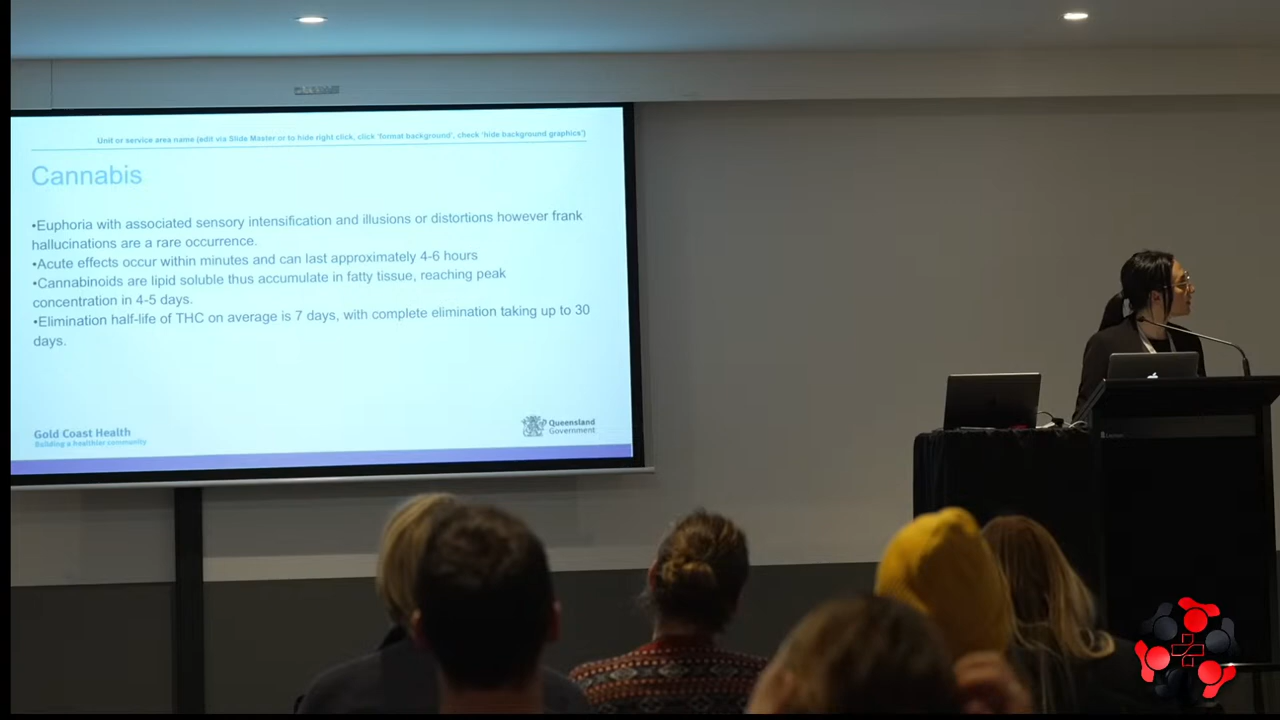 Unit or service area name (edit via Slide Master or to hide right click, click 'format background', check 'hide background graphics')
Cannabis
•Euphoria with associated sensory intensification and illusions or distortions however frank
hallucinations are a rare occurrence.
•Acute effects occur within minutes and can last approximately 4-6 hours
•Cannabinoids are lipid soluble thus accumulate in fatty tissue, reaching peak
concentration in 4-5 days.
•Elimination half-life of THC on average is 7 days, with complete elimination taking up to 30
days.
Gold Coast Health
Building a healthier community
Queensland
Government